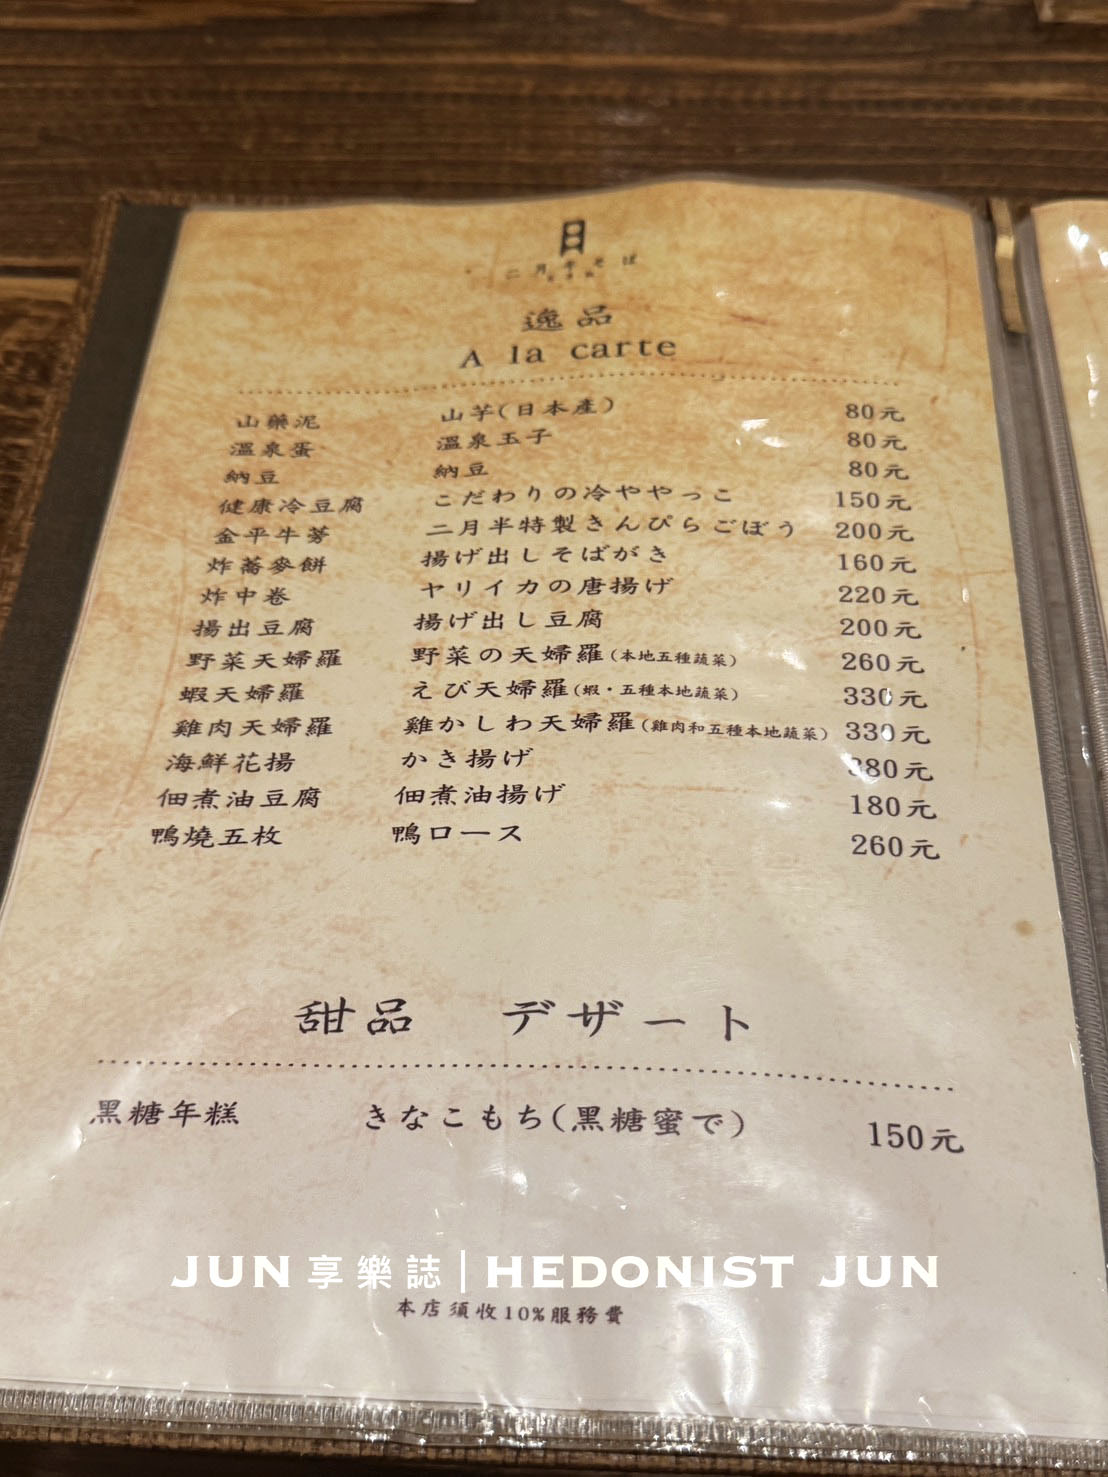 二月半そば
逸品
A la carte
山藥泥 山芋(日本產) 80元
溫泉蛋 溫泉玉子 80元
納豆 納豆 80元
健康冷豆腐 こだわりの冷ややっこ 150元
金平牛蒡 二月半特製きんぴらごぼう 200元
炸蕎麥餅 揚げ出しそばがき 160元
炸中卷 ヤリイカの唐揚げ 220元
揚出豆腐 揚げ出し豆腐 200元
野菜天婦羅 野菜の天婦羅(本地五種蔬菜) 260元
蝦天婦羅 えび天婦羅(蝦・五種本地蔬菜) 330元
雞肉天婦羅 雞かしわ天婦羅(雞肉和五種本地蔬菜) 330元
海鮮花揚 かき揚げ 元
佃煮油豆腐 佃煮油揚げ 180元
鴨燒五枚 鴨ロース 260元
甜品 デザート
黑糖年糕 きなこもち(黑糖蜜で) 150元
JUN享樂誌|HEDONIST JUN
本店須收10%服務費